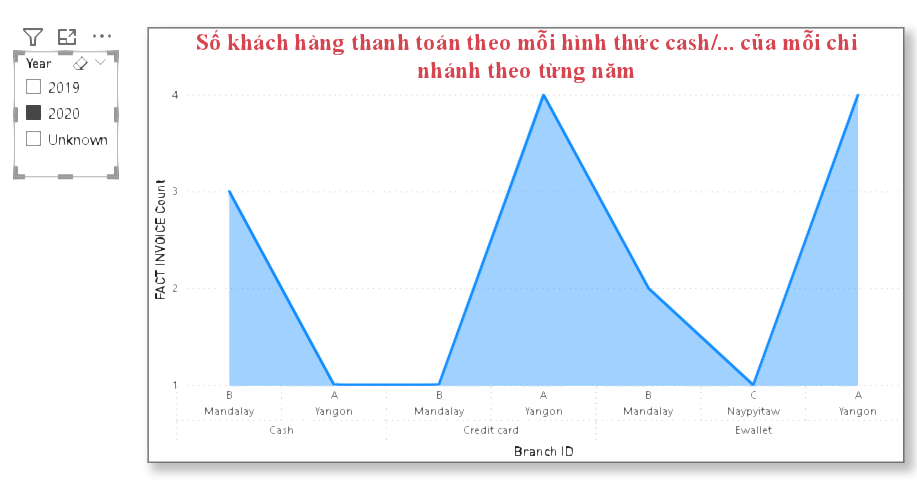 Year
2019
2020
Unknown
Số khách hàng thanh toán theo mỗi hình thức cash/... của mỗi chi
nhánh theo từng năm
FACT INVOICE Count
4
3
2
1
B A B A B C A
Mandalay Yangon Mandalay Yangon Mandalay Naypyitaw Yangon
Cash Credit card Ewallet
Branch ID